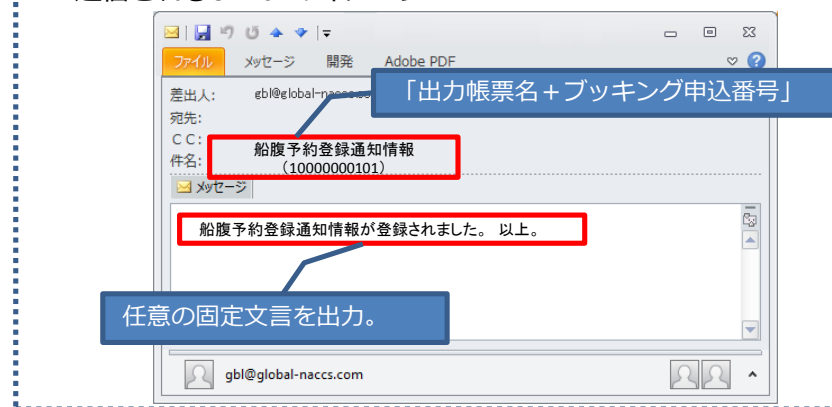 ファイル メッセージ 開発 Adobe PDF
「出力帳票名＋ブッキング申込番号」
差出人: gbl@global-naccs.co
宛先:
ＣＣ:
件名: 船腹予約登録通知情報
（10000000101）
メッセージ
船腹予約登録通知情報が登録されました。 以上。
任意の固定文言を出力。
gbl@global-naccs.com